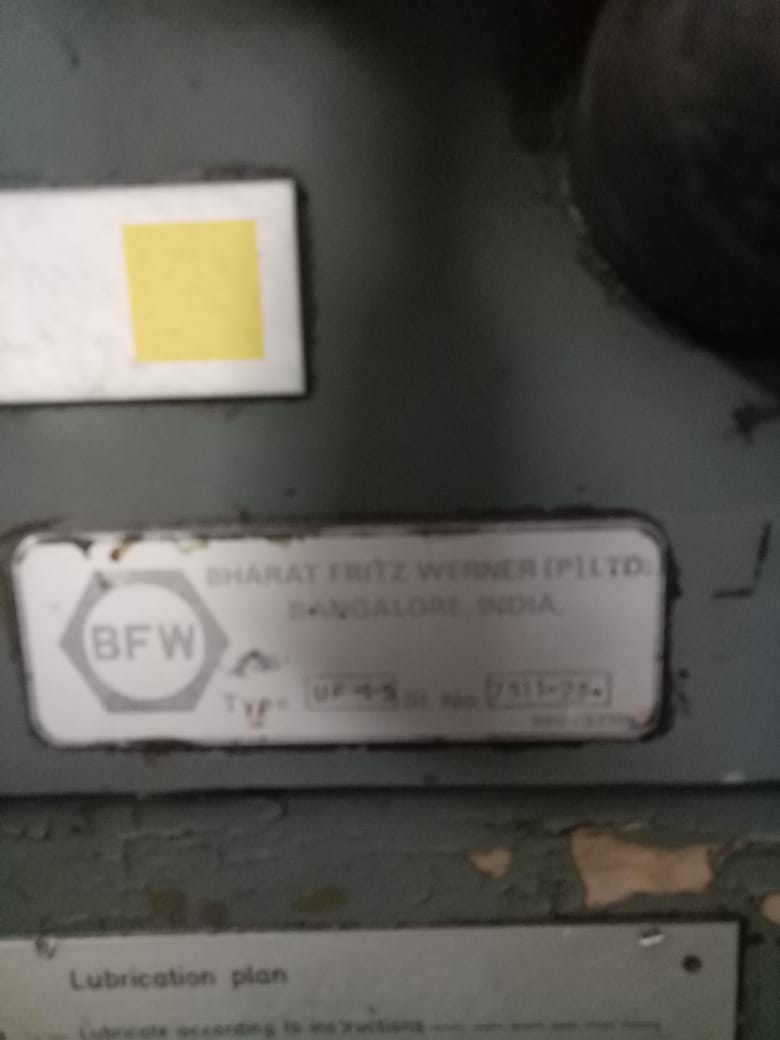 BHARAT FRITZ WERNER (P) LTD.
BANGALORE, INDIA.
BFW
Type Sl. No.
Lubrication plan
Lubricate according to instructions